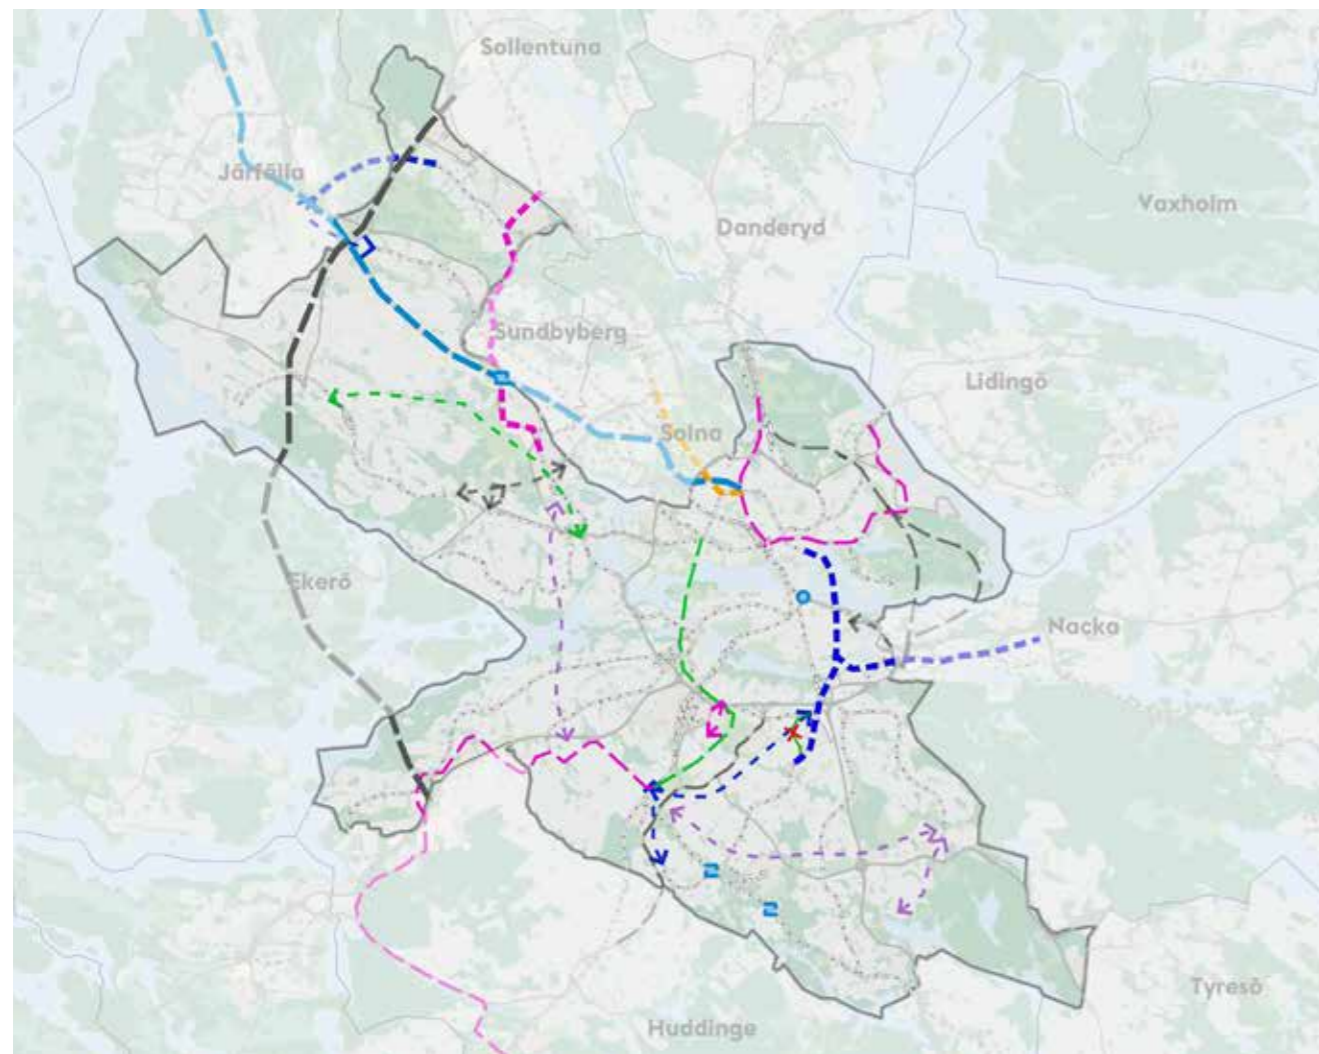 Sollentuna
Järfälla
Vaxholm
Danderyd
Sundbyberg
Lidingö
Solna
Ekerö
Nacka
Tyresö
Huddinge